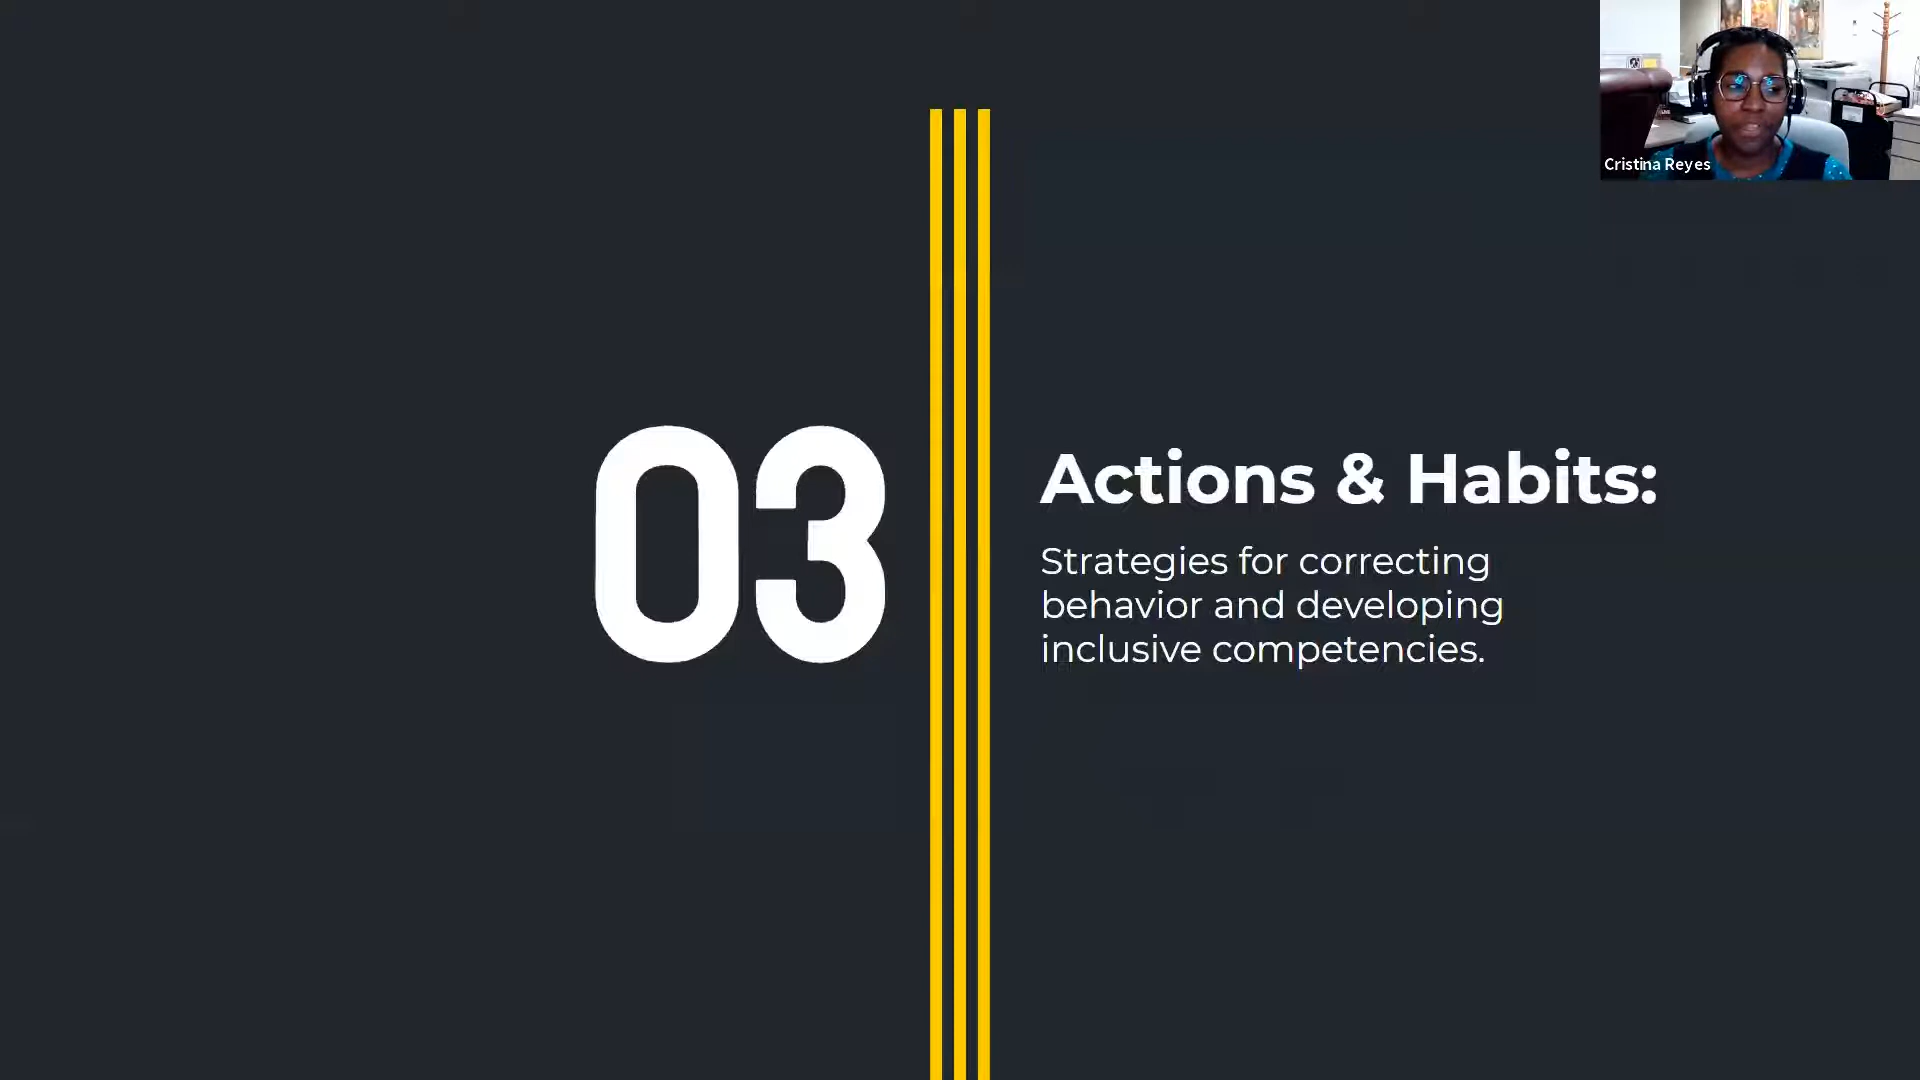 Cristina Reyes
03
Actions & Habits:
Strategies for correcting
behavior and developing
inclusive competencies.